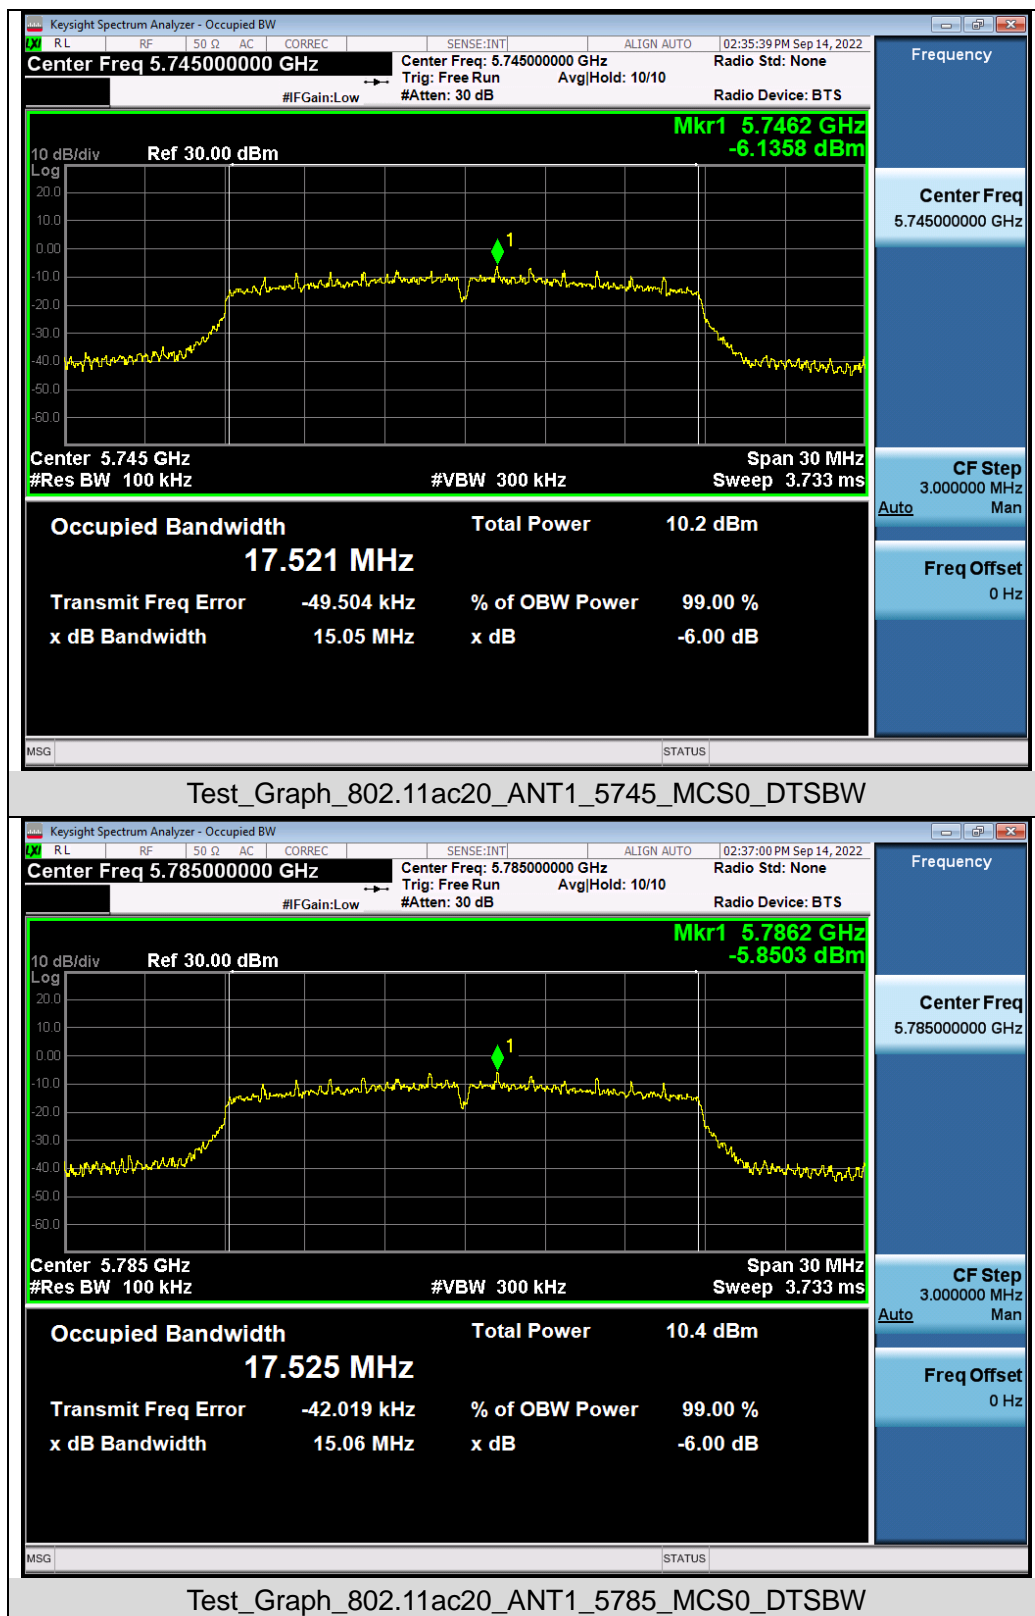 Keysight Spectrum Analyzer - Occupied BW
LXI RL RF 50 Ω AC CORREC SENSE:INT ALIGN AUTO 02:35:39 PM Sep 14, 2022
Center Freq 5.745000000 GHz
Center Freq: 5.745000000 GHz Radio Std: None
Trig: Free Run Avg|Hold: 10/10
#IFGain:Low #Atten: 30 dB Radio Device: BTS
Frequency
Mkr1 5.7462 GHz
-6.1358 dBm
10 dB/div Ref 30.00 dBm
Log
20.0
10.0
0.00
-10.0
-20.0
-30.0
-40.0
-50.0
-60.0
1
Center 5.745 GHz Span 30 MHz
#Res BW 100 kHz #VBW 300 kHz Sweep 3.733 ms
Center Freq
5.745000000 GHz
CF Step
3.000000 MHz
Auto Man
Freq Offset
0 Hz
Occupied Bandwidth Total Power 10.2 dBm
17.521 MHz
Transmit Freq Error -49.504 kHz % of OBW Power 99.00 %
x dB Bandwidth 15.05 MHz x dB -6.00 dB
MSG STATUS
Test_Graph_802.11ac20_ANT1_5745_MCS0_DTSBW
Keysight Spectrum Analyzer - Occupied BW
LXI RL RF 50 Ω AC CORREC SENSE:INT ALIGN AUTO 02:37:00 PM Sep 14, 2022
Center Freq 5.785000000 GHz
Center Freq: 5.785000000 GHz Radio Std: None
Trig: Free Run Avg|Hold: 10/10
#IFGain:Low #Atten: 30 dB Radio Device: BTS
Frequency
Mkr1 5.7862 GHz
-5.8503 dBm
10 dB/div Ref 30.00 dBm
Log
20.0
10.0
0.00
-10.0
-20.0
-30.0
-40.0
-50.0
-60.0
1
Center 5.785 GHz Span 30 MHz
#Res BW 100 kHz #VBW 300 kHz Sweep 3.733 ms
Center Freq
5.785000000 GHz
CF Step
3.000000 MHz
Auto Man
Freq Offset
0 Hz
Occupied Bandwidth Total Power 10.4 dBm
17.525 MHz
Transmit Freq Error -42.019 kHz % of OBW Power 99.00 %
x dB Bandwidth 15.06 MHz x dB -6.00 dB
MSG STATUS
Test_Graph_802.11ac20_ANT1_5785_MCS0_DTSBW